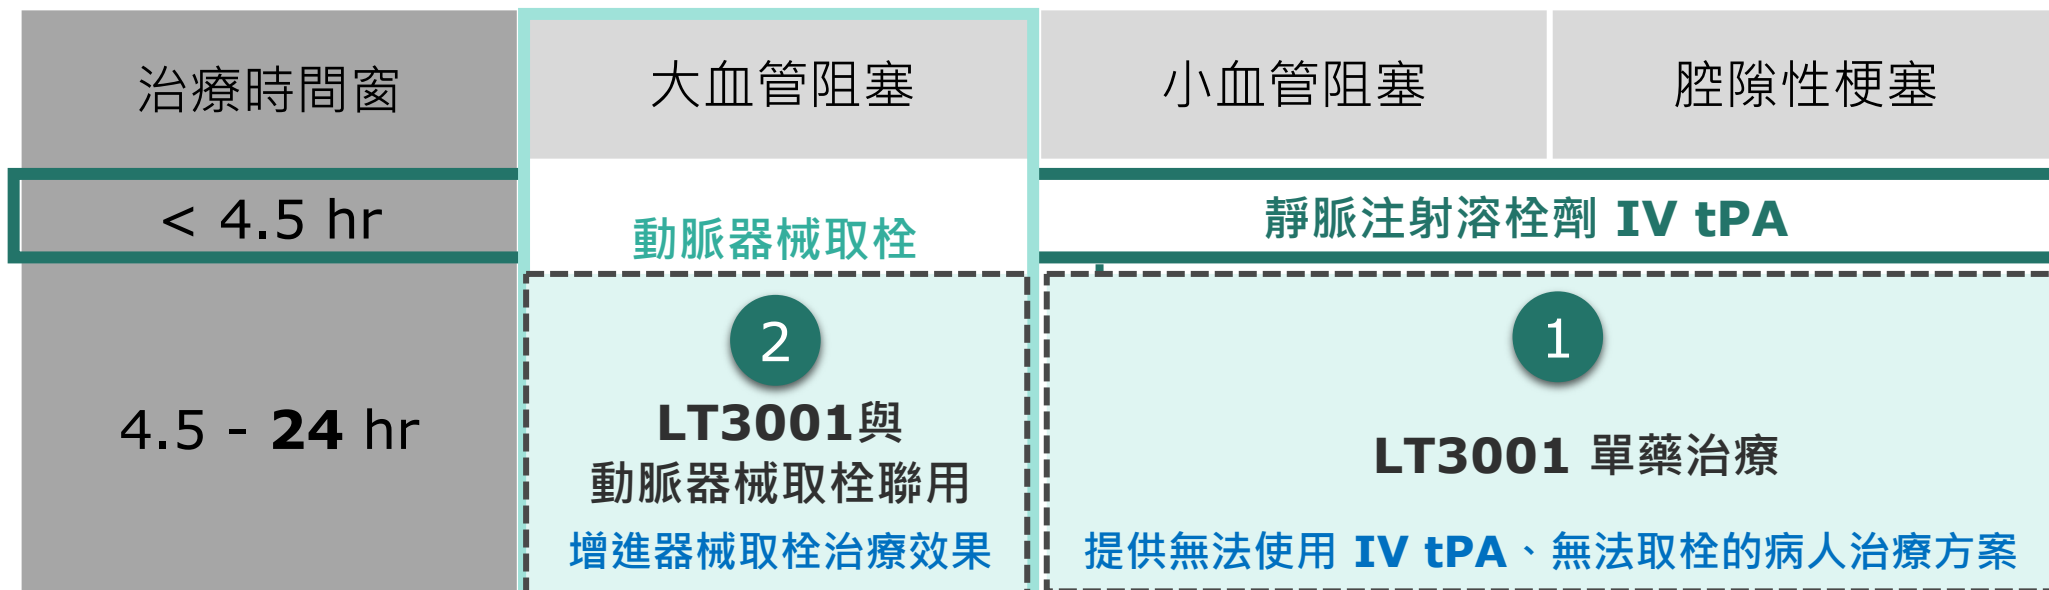 治療時間窗
大血管阻塞
小血管阻塞
腔隙性梗塞
< 4.5 hr
動脈器械取栓
靜脈注射溶栓劑 IV tPA
4.5 - 24 hr
2
LT3001與
動脈器械取栓聯用
增進器械取栓治療效果
1
LT3001 單藥治療
提供無法使用 IV tPA、無法取栓的病人治療方案